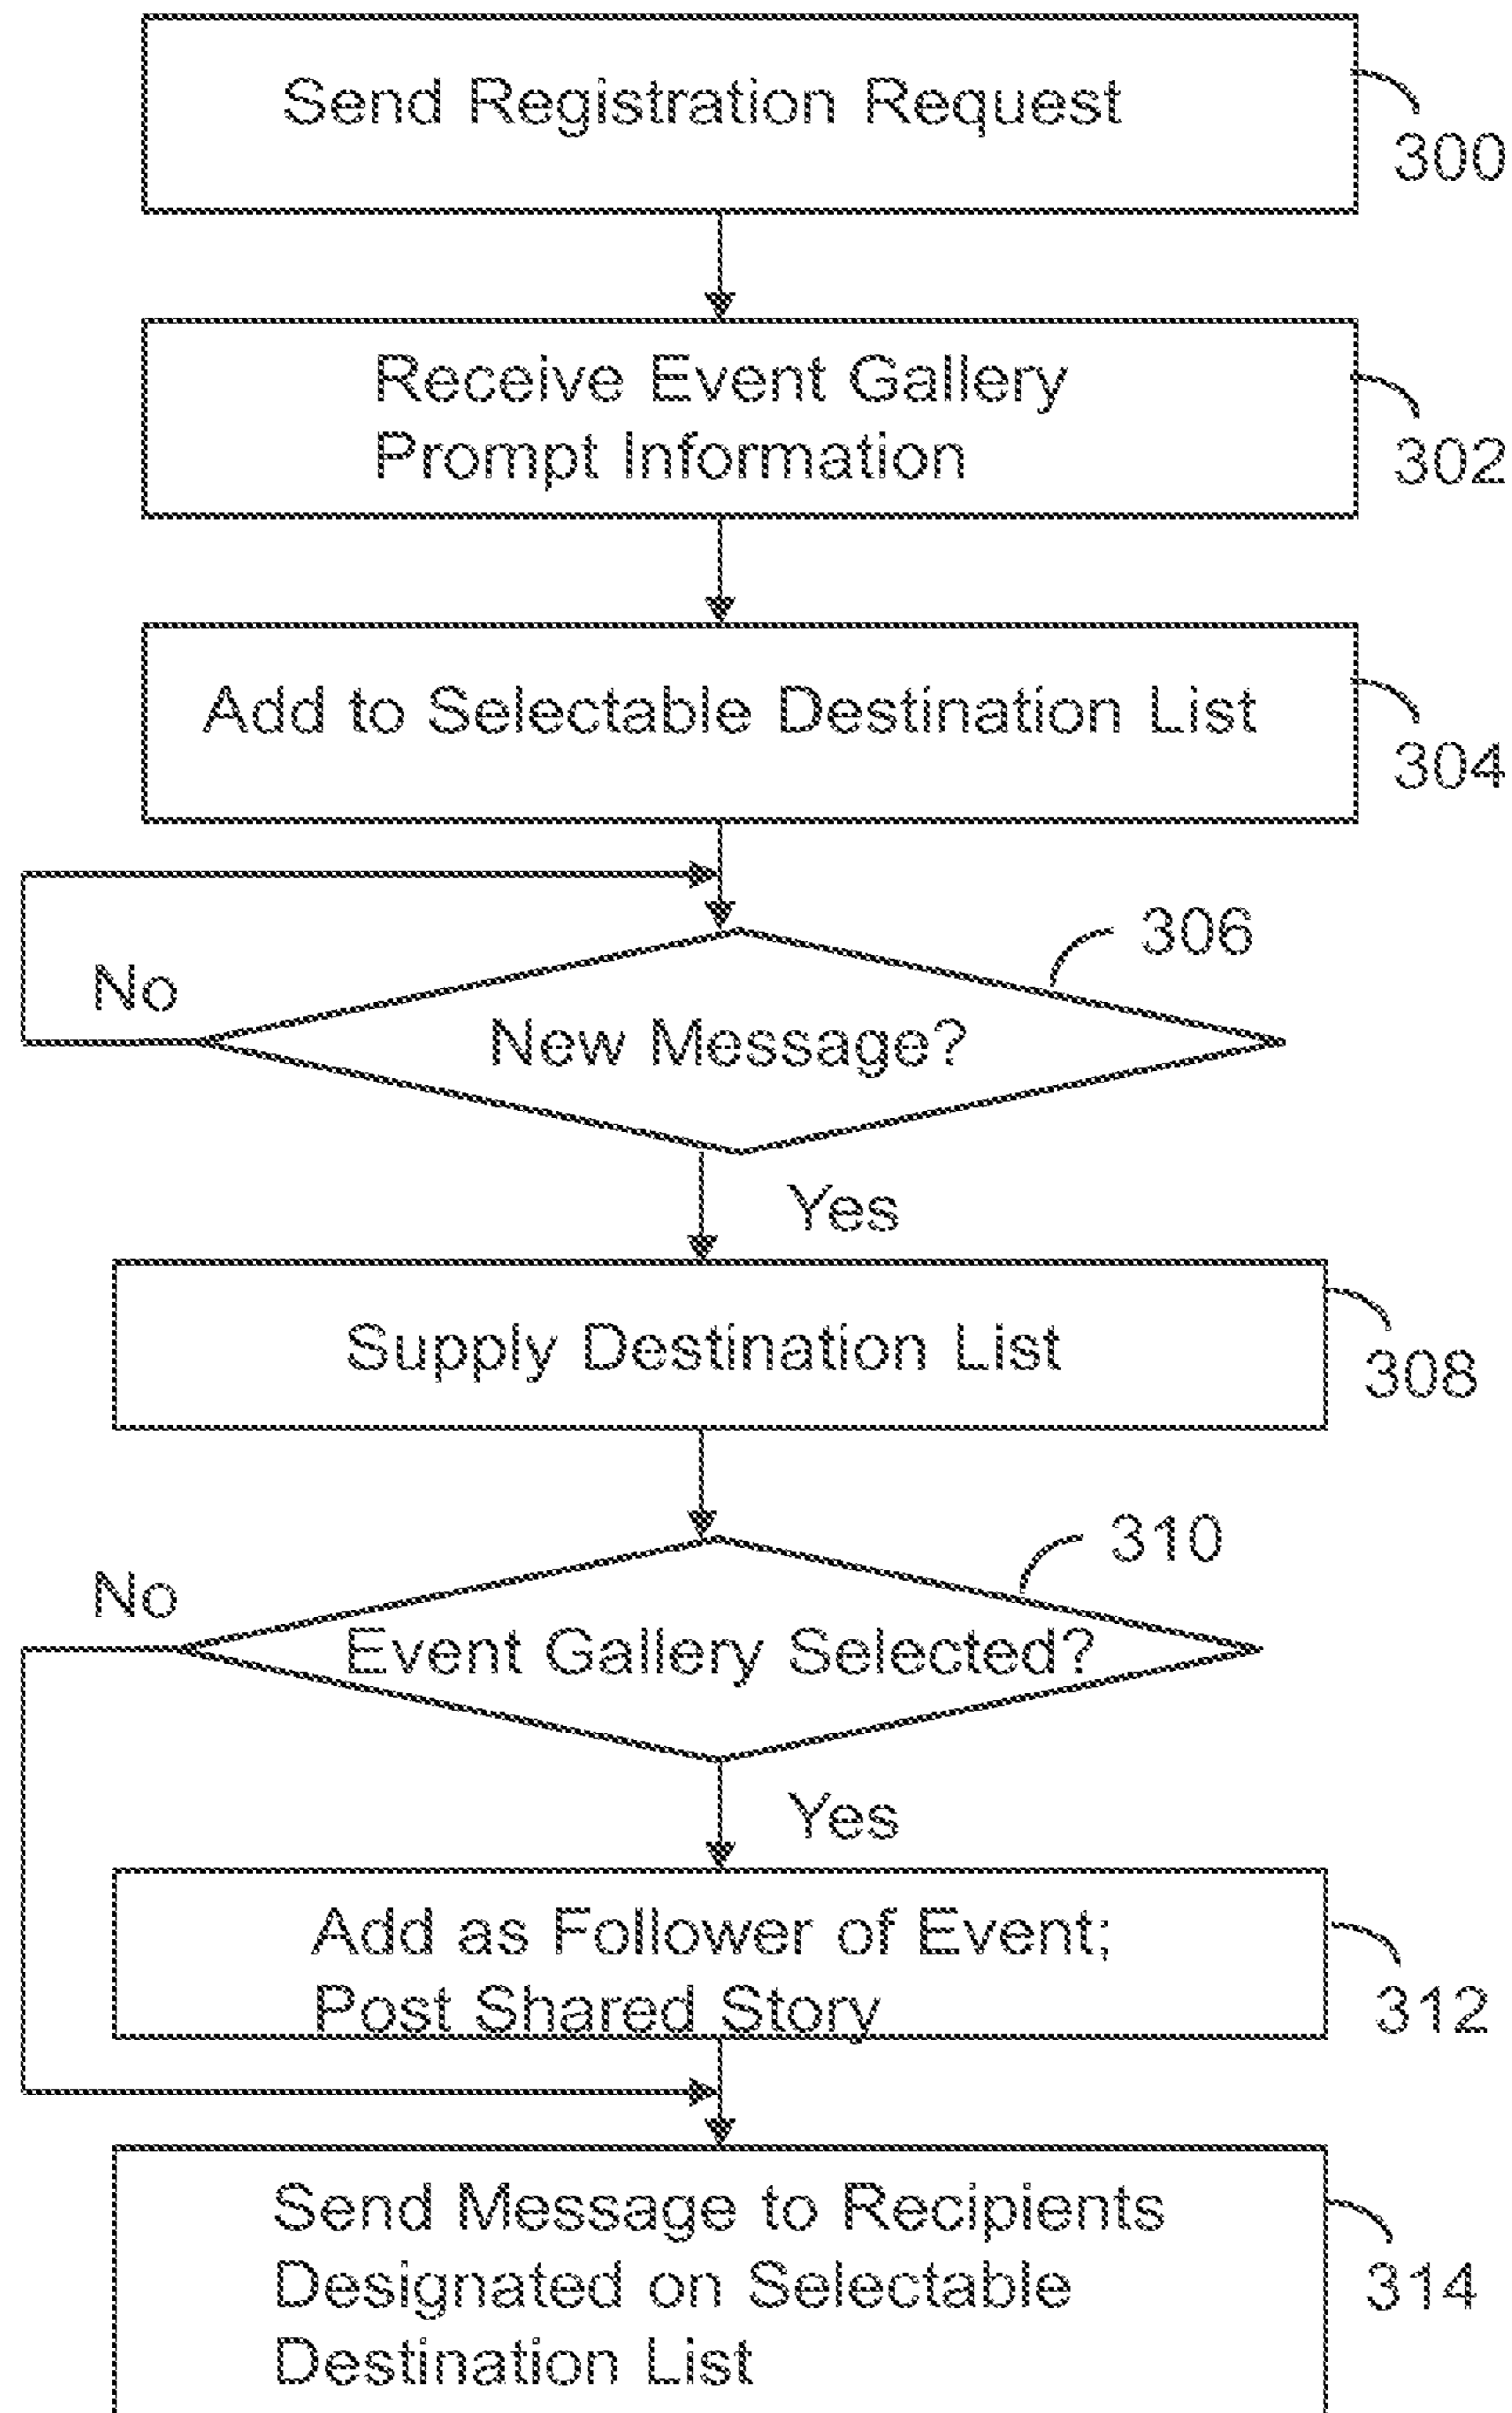 Send Registration Request
300
Receive Event Gallery
Prompt Information
302
Add to Selectable Destination List
304
306
No
New Message?
Yes
Supply Destination List
308
310
No
Event Gallery Selected?
Yes
Add as Follower of Event;
Post Shared Story
312
Send Message to Recipients
Designated on Selectable
Destination List
314